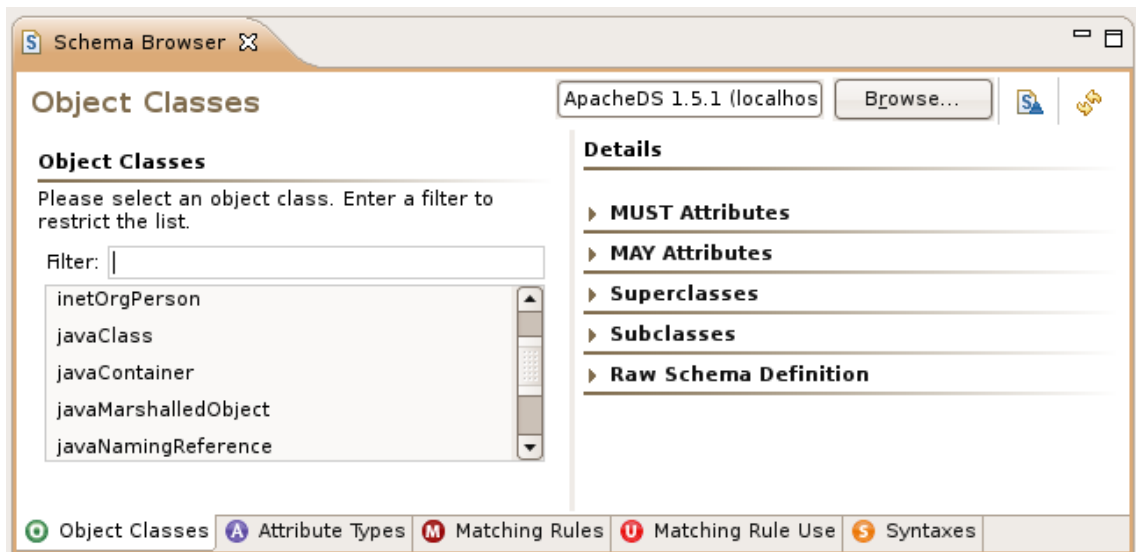 Schema Browser
Object Classes
ApacheDS 1.5.1 (localhos
Browse...
Object Classes
Please select an object class. Enter a filter to
restrict the list.
Filter:
inetOrgPerson
javaClass
javaContainer
javaMarshalledObject
javaNamingReference
Details
MUST Attributes
MAY Attributes
Superclasses
Subclasses
Raw Schema Definition
Object Classes
A Attribute Types
M Matching Rules
U Matching Rule Use
S Syntaxes